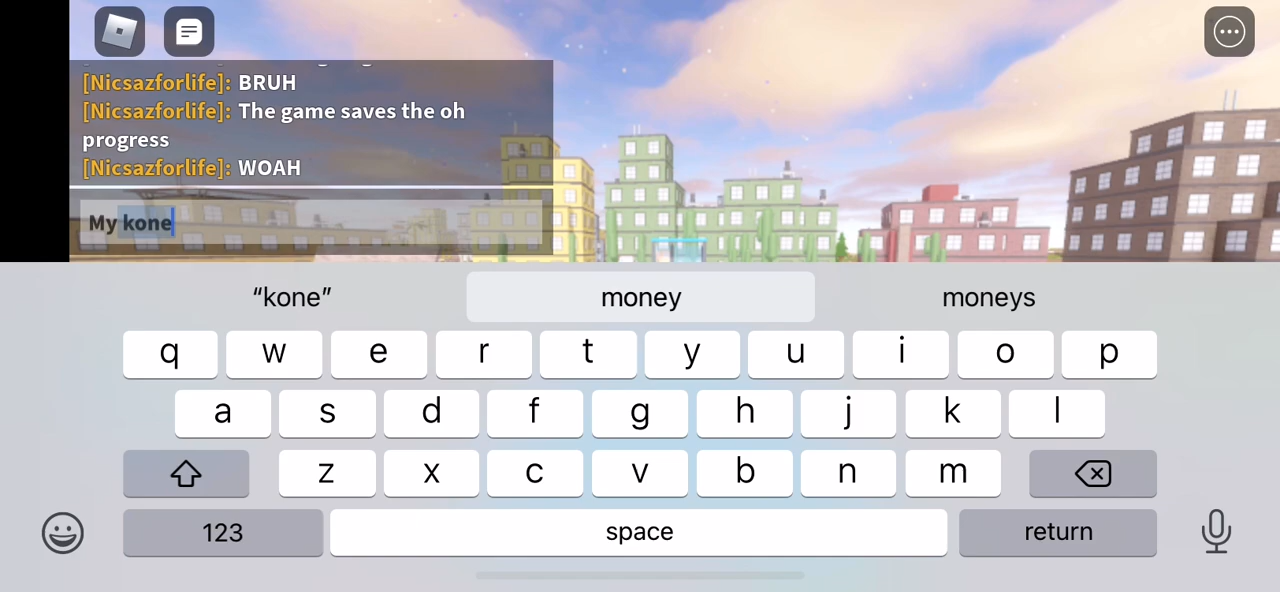 [Nicsazforlife]: BRUH
[Nicsazforlife]: The game saves the oh
progress
[Nicsazforlife]: WOAH
My kone
“kone” money moneys
q w e r t y u i o p
a s d f g h j k l
z x c v b n m
123 space return